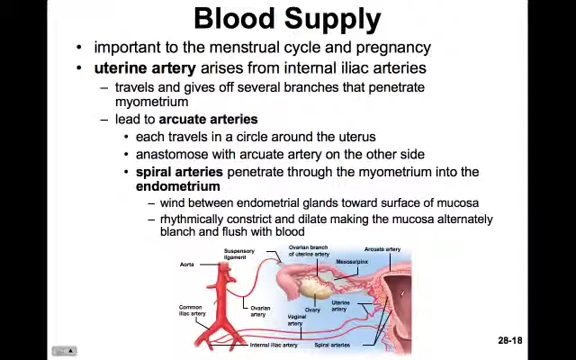 Blood Supply
• important to the menstrual cycle and pregnancy
• uterine artery arises from internal iliac arteries
– travels and gives off several branches that penetrate
myometrium
– lead to arcuate arteries
• each travels in a circle around the uterus
• anastomose with arcuate artery on the other side
• spiral arteries penetrate through the myometrium into the
endometrium
– wind between endometrial glands toward surface of mucosa
– rhythmically constrict and dilate making the mucosa alternately
blanch and flush with blood
Aorta
Suspensory
ligament
Ovarian branch
of uterine artery
Mesosalpinx
Arcuate artery
Common
iliac artery
Ovarian
artery
Ovary
Vaginal
artery
Uterine
artery
Internal iliac artery
Spiral arteries
28-18